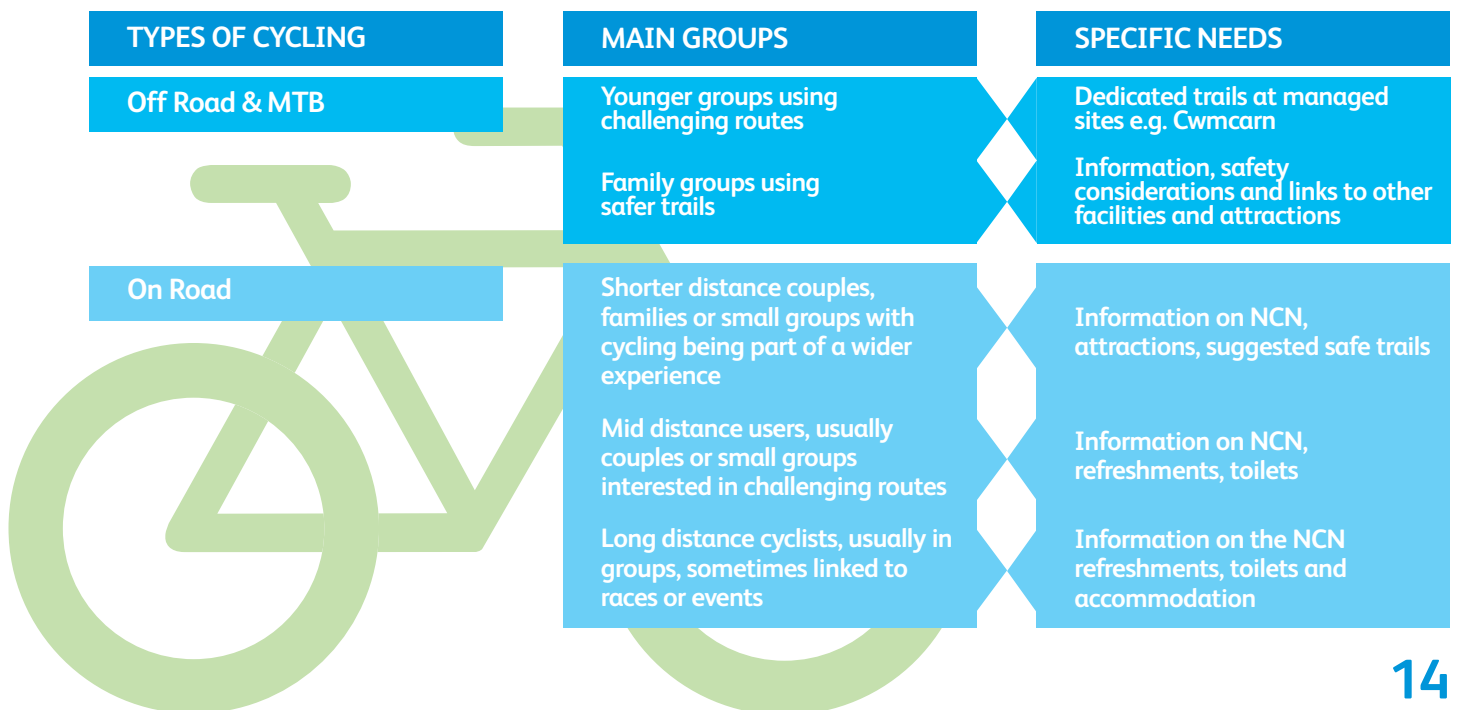 TYPES OF CYCLING
MAIN GROUPS
SPECIFIC NEEDS
Off Road & MTB
Younger groups using
challenging routes
Dedicated trails at managed
sites e.g. Cwmcarn
Family groups using
safer trails
Information, safety
considerations and links to other
facilities and attractions
On Road
Shorter distance couples,
families or small groups with
cycling being part of a wider
experience
Information on NCN,
attractions, suggested safe trails
Mid distance users, usually
couples or small groups
interested in challenging routes
Information on NCN,
refreshments, toilets
Long distance cyclists, usually in
groups, sometimes linked to
races or events
Information on the NCN
refreshments, toilets and
accommodation
14